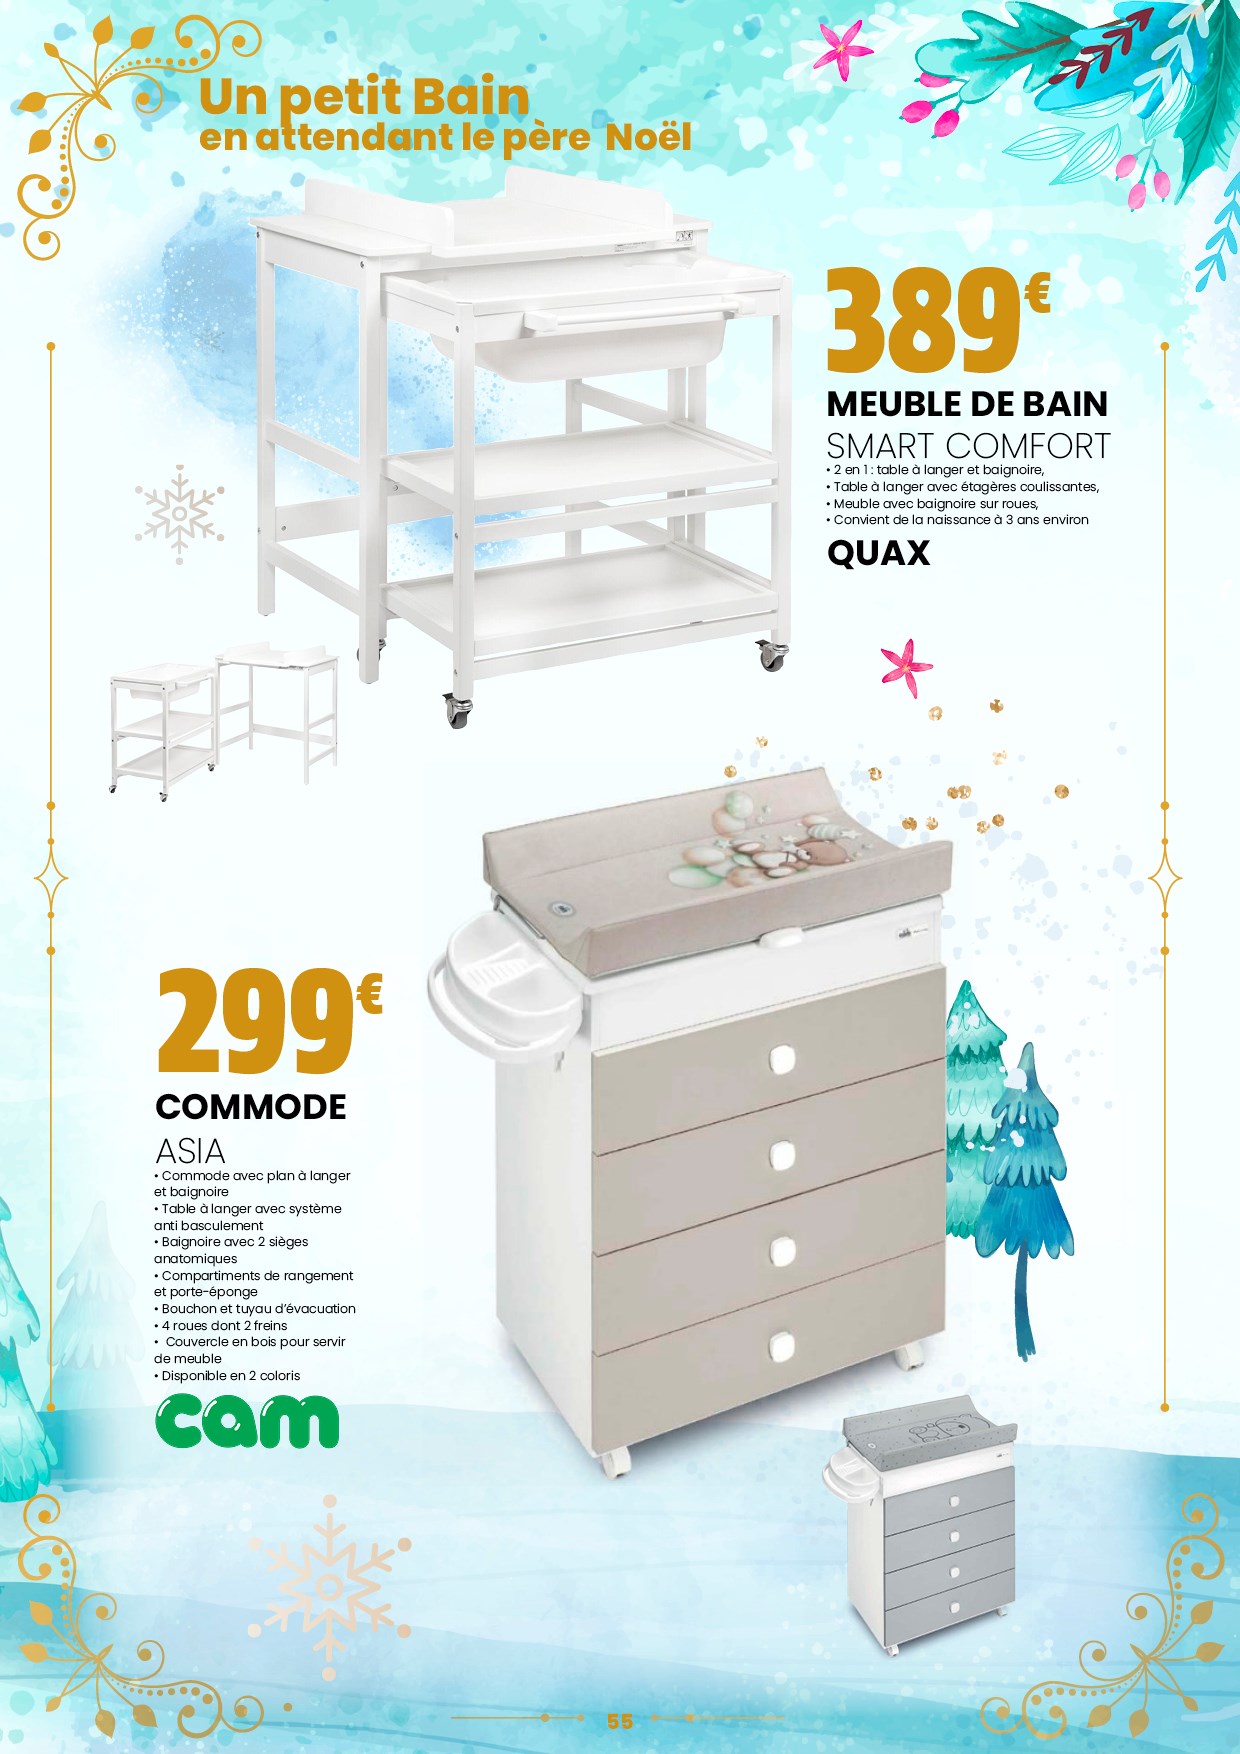 Un petit Bain
en attendant le père Noël
389€
MEUBLE DE BAIN
SMART COMFORT
• 2 en 1 : table à langer et baignoire,
• Table à langer avec étagères coulissantes,
• Meuble avec baignoire sur roues,
• Convient de la naissance à 3 ans environ
QUAX
299€
COMMODE
ASIA
• Commode avec plan à langer
et baignoire
• Table à langer avec système
anti basculement
• Baignoire avec 2 sièges
anatomiques
• Compartiments de rangement
et porte-éponge
• Bouchon et tuyau d'évacuation
• 4 roues dont 2 freins
• Couvercle en bois pour servir
de meuble
• Disponible en 2 coloris
cam
55